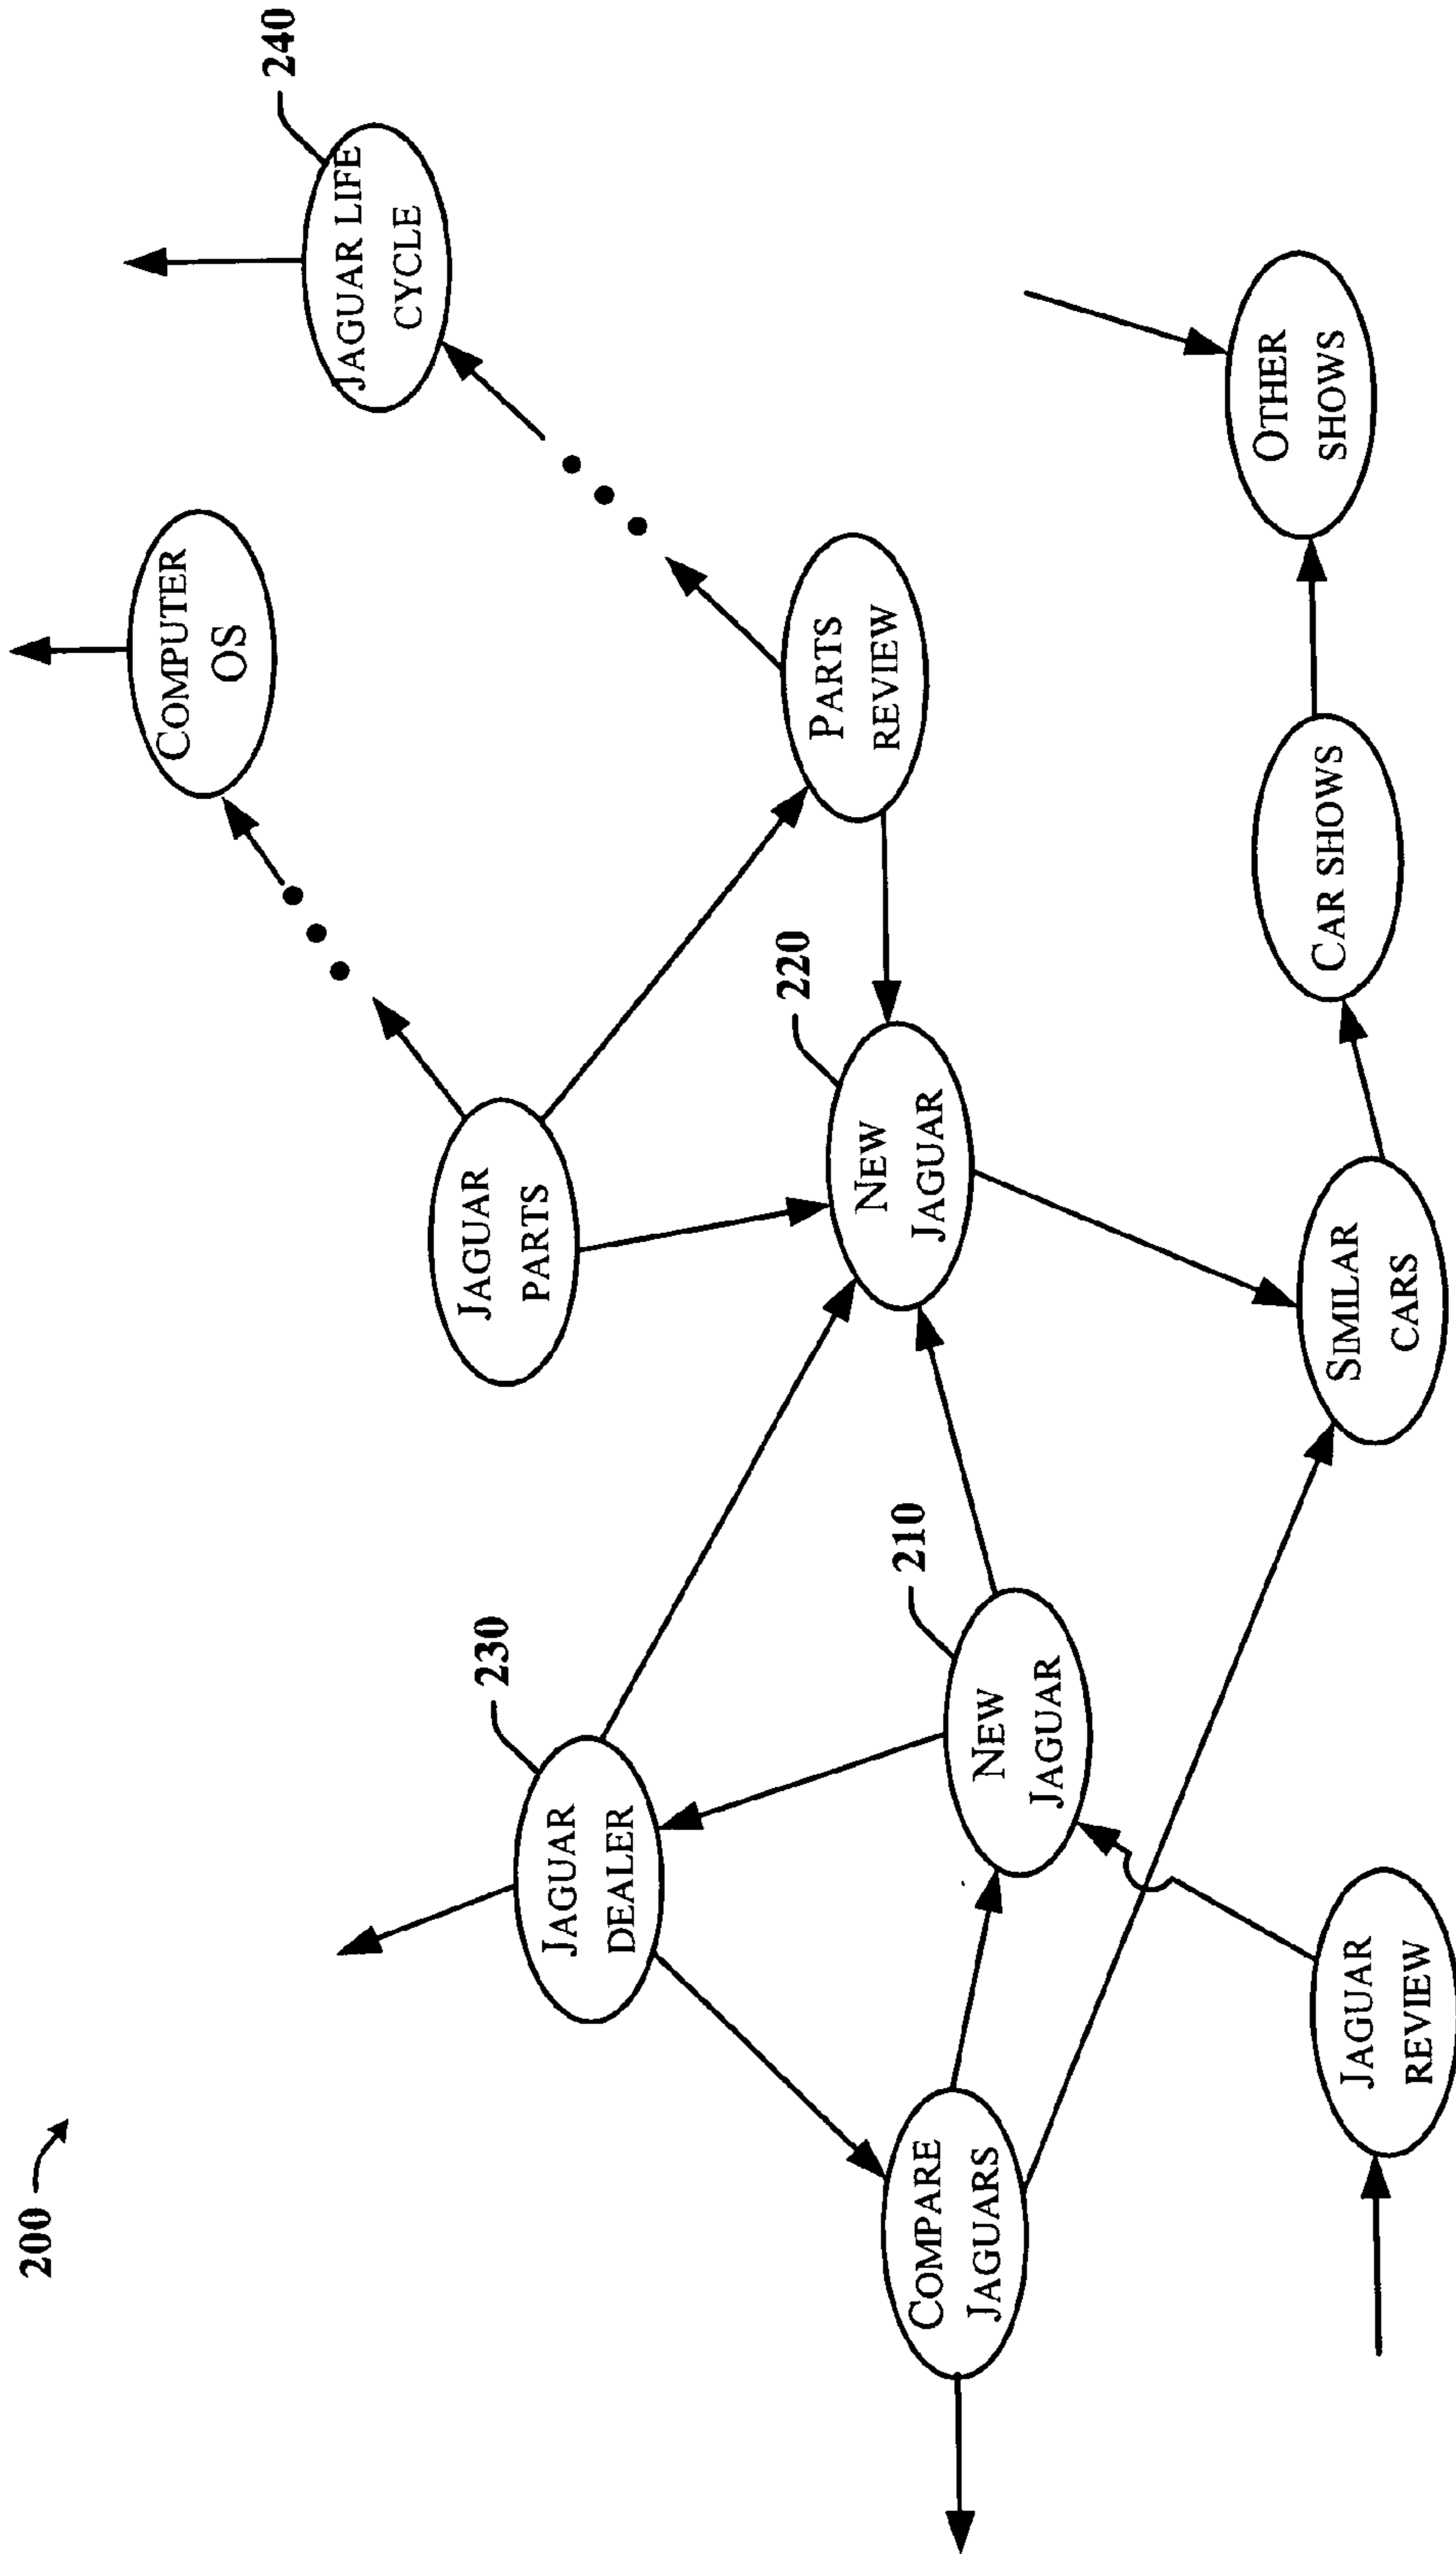 200
240
COMPUTER
OS
JAGUAR LIFE
CYCLE
230
JAGUAR
DEALER
JAGUAR
PARTS
220
PARTS
REVIEW
210
NEW
JAGUAR
COMPARE
JAGUARS
NEW
JAGUAR
JAGUAR
REVIEW
SIMILAR
CARS
CAR SHOWS
OTHER
SHOWS